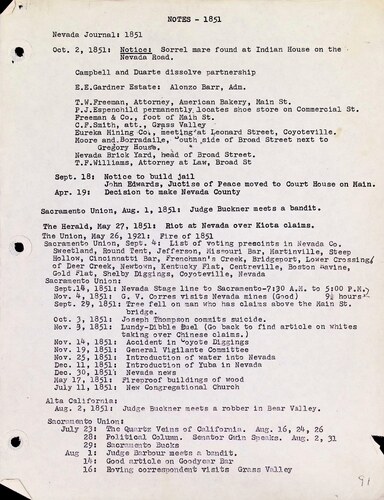 NOTES - 1851
Nevada Journal: 1851
Oct. 2, 1851: Notice: Sorrel mare found at Indian House on the
Nevada Road.
Campbell and Duarte dissolve partnership
E.E.Gardner Estate: Alonzo Barr, Adm.
T.W.Freeman, Attorney, American Bakery, Main St.
P.J.Espenchild permanently locates shoe store on Commercial St.
Freeman & Co., foot of Main St.
C.F.Smith, att., Grass Valley
Eureka Mining Co., meeting at Leonard Street, Coyoteville.
Moore and Borradaile, South side of Broad Street next to
Gregory House.
Nevada Brick Yard, head of Broad Street.
T.F.Williams, Attorney at Law, Broad St
Sept. 18: Notice to build jail
John Edwards, Juctise of Peace moved to Court House on Main.
Apr. 19: Decision to make Nevada County
Sacramento Union, Aug. 1, 1851: Judge Buckner meets a bandit.
The Herald, May 27, 1851: Riot at Nevada over Kiota claims.
The Union, May 26, 1921: Fire of 1851
Sacramento Union, Sept. 4: List of voting precincts in Nevada Co.
Sweetland, Round Tent, Jefferson, Missouri Bar, Martinville, Steep
Hollow, Cincinnatti Bar, Frenchman's Creek, Bridgeport, Lower Crossing
of Deer Creek, Newtown, Kentucky Flat, Centreville, Boston Ravine,
Gold Flat, Shelby Diggings, Coyoteville, Nevada
Sacramento Union:
Sept.14, 1851: Nevada Stage line to Sacramento-7:30 A.M. to 5:00 P.M.
Nov. 4, 1851: G. V. Corres visits Nevada mines (Good) 9½ hours
Sept. 29, 1851: Tree fell on man who has claims above the Main St.
bridge.
Oct. 3, 1851: Joseph Thompson commits suicide.
Nov. 9, 1851: Lundy-Dibble Duel (Go back to find article on whites
taking over Chinese claims.)
Nov. 14, 1851: Accident in Coyote Diggings
Nov. 19, 1851: General Vigilante Committee
Nov. 25, 1851: Introduction of water into Nevada
Dec. 11, 1851: Introduction of Yuba in Nevada
Dec. 30, 1851: Nevada news
May 17, 1851: Fireproof buildings of wood
July 11, 1851: New Congregational Church
Alta California:
Aug. 2, 1851: Judge Buckner meets a robber in Bear Valley.
Sacramento Union:
July 23: The Quartz Veins of California. Aug. 16, 24, 26
28: Political Column. Senator Gwin Speaks. Aug. 2, 31
29: Sacramento Bucks
Aug 1: Judge Barbour meets a bandit.
14: Good article on Goodyear Bar
16: Roving correspondent visits Grass Valley
91